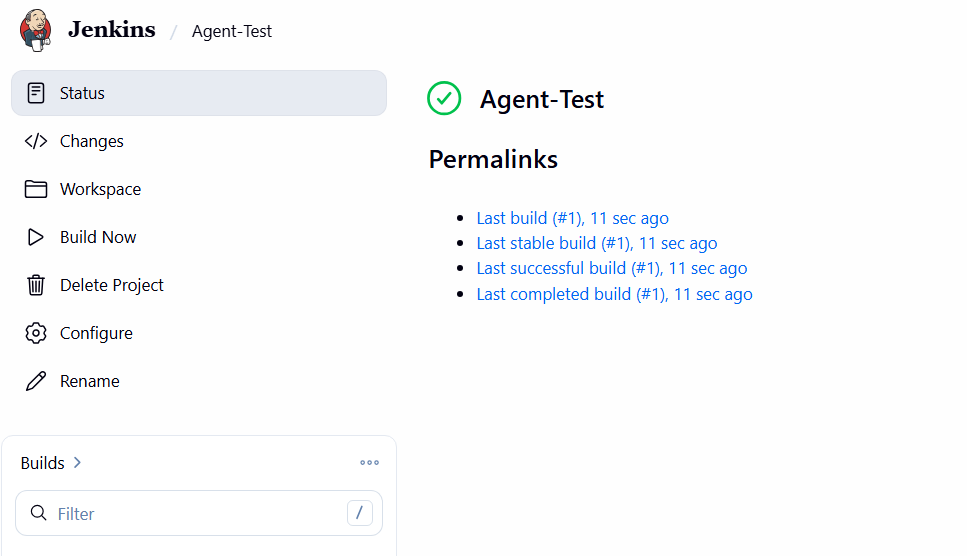 Jenkins / Agent-Test
Status
Changes
Workspace
Build Now
Delete Project
Configure
Rename
Builds
Filter /
Agent-Test
Permalinks
Last build (#1), 11 sec ago
Last stable build (#1), 11 sec ago
Last successful build (#1), 11 sec ago
Last completed build (#1), 11 sec ago